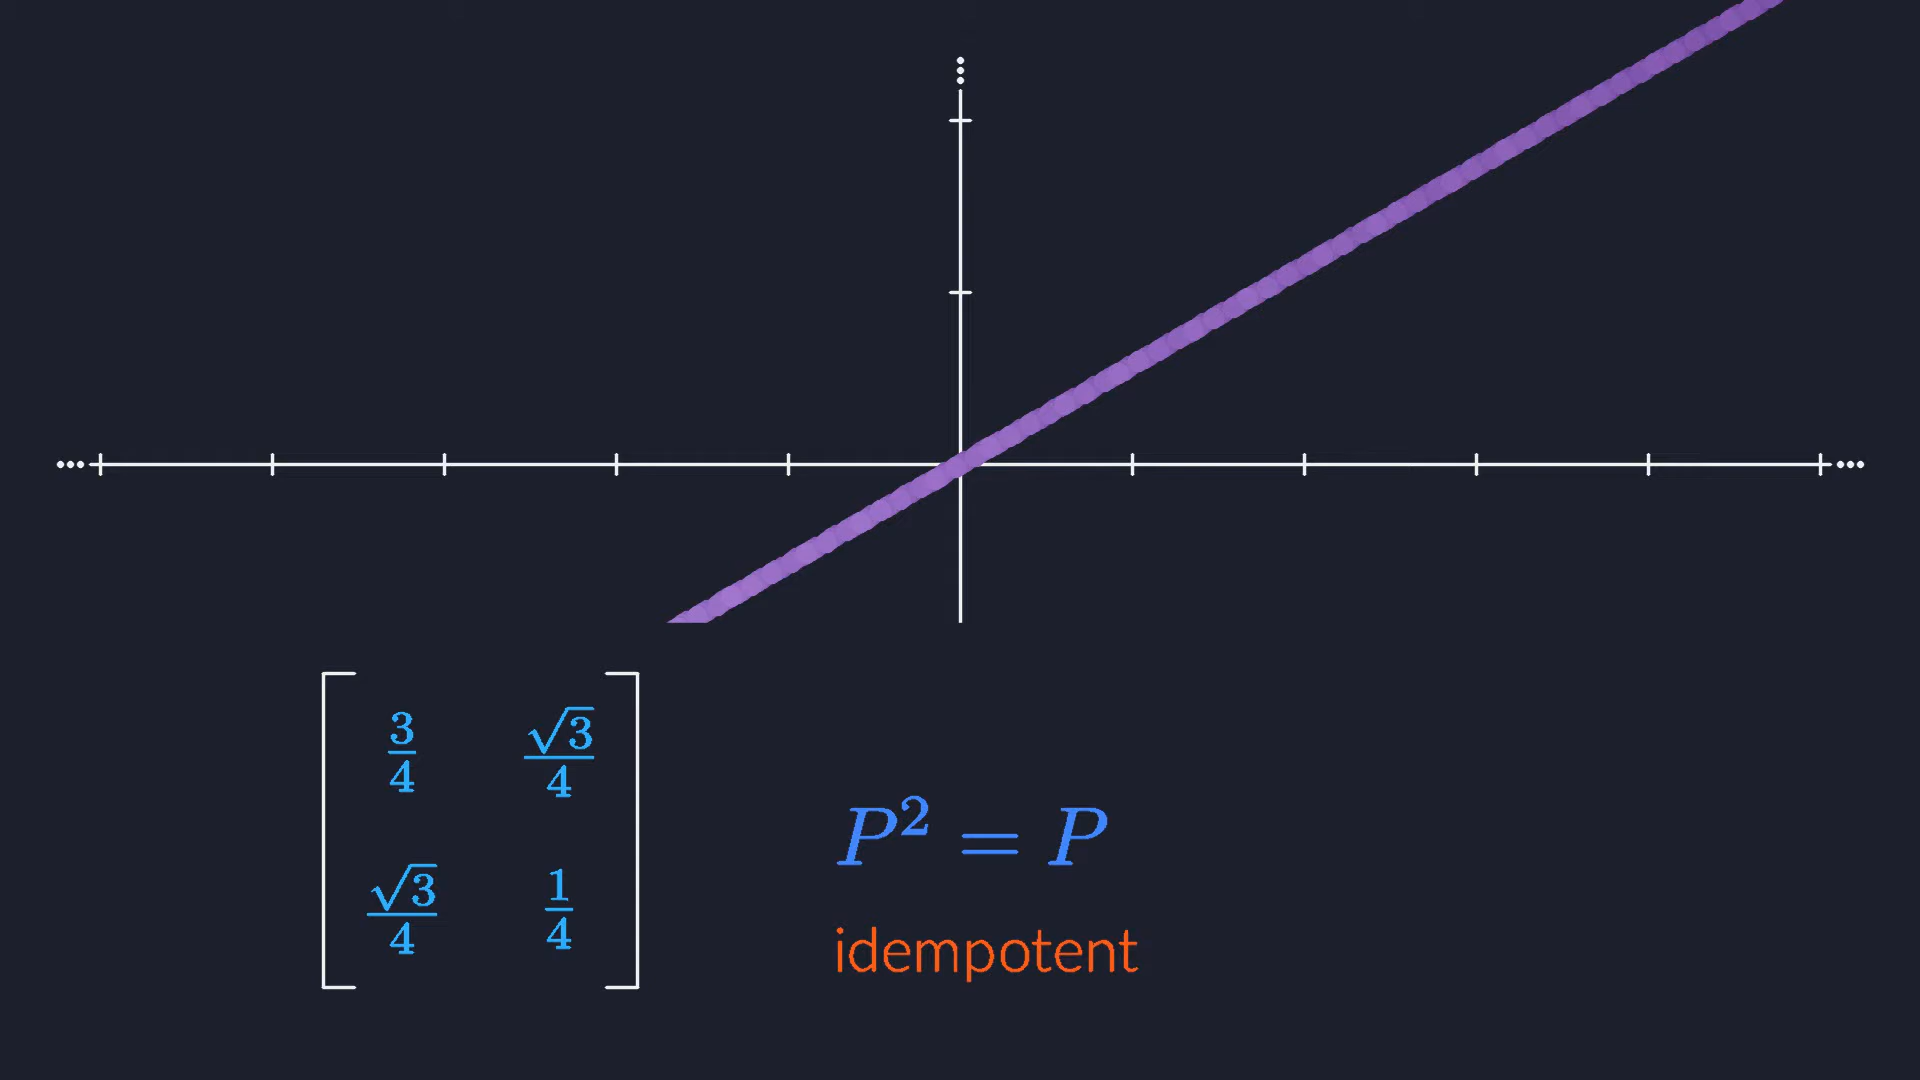 3/4 √3/4
√3/4 1/4
P² = P
idempotent